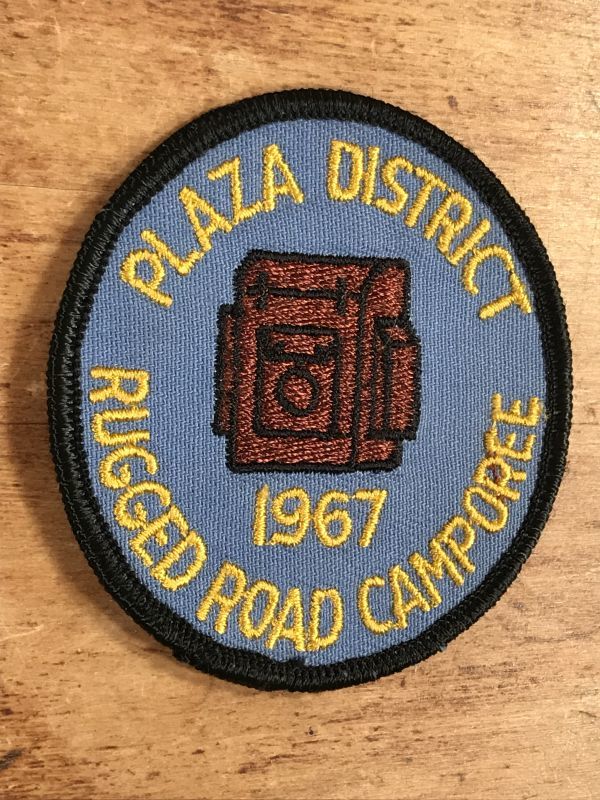 PLAZA DISTRICT
1967
RUGGED ROAD CAMPOREE